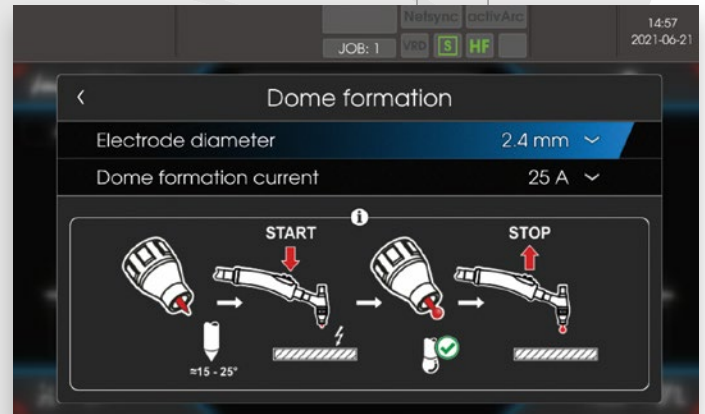 Netsync activArc
JOB: 1 VRD S HF
14:57
2021-06-21
Dome formation
Electrode diameter 2.4 mm
Dome formation current 25 A
START
STOP
≈15 - 25°